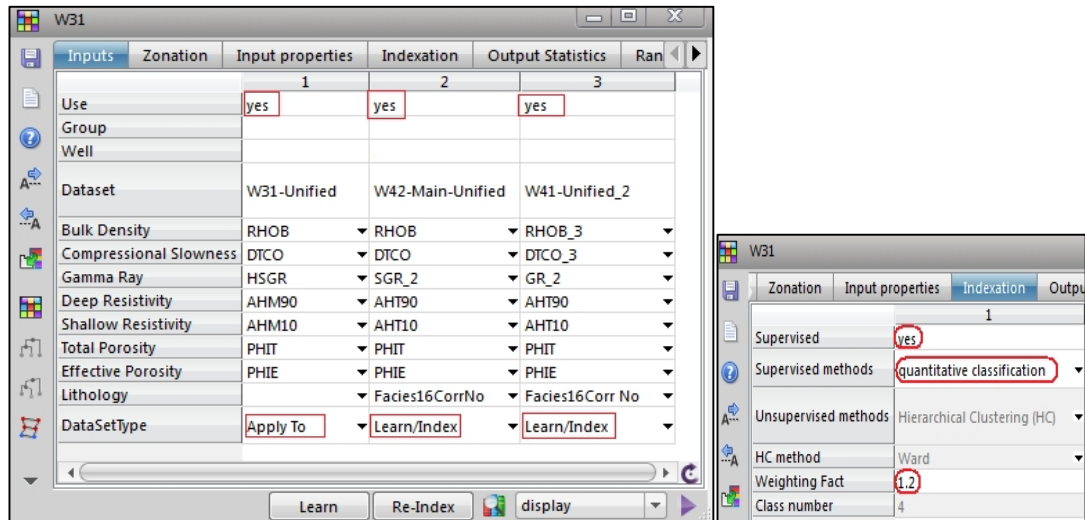 W31
Inputs Zonation Input properties Indexation Output Statistics Ran
1 2 3
Use yes yes yes
Group
Well
Dataset W31-Unified W42-Main-Unified W41-Unified_2
Bulk Density RHOB RHOB RHOB_3
Compressional Slowness DTCO DTCO DTCO_3
Gamma Ray HSGR SGR_2 GR_2
Deep Resistivity AHM90 AHT90 AHT90
Shallow Resistivity AHM10 AHT10 AHT10
Total Porosity PHIT PHIT PHIT
Effective Porosity PHIE PHIE PHIE
Lithology Facies16CorrNo Facies16Corr No
DataSetType Apply To Learn/Index Learn/Index
Learn Re-Index display
W31
Zonation Input properties Indexation Outpu
1
Supervised yes
Supervised methods quantitative classification
Unsupervised methods Hierarchical Clustering (HC)
HC method Ward
Weighting Fact 1.2
Class number 4